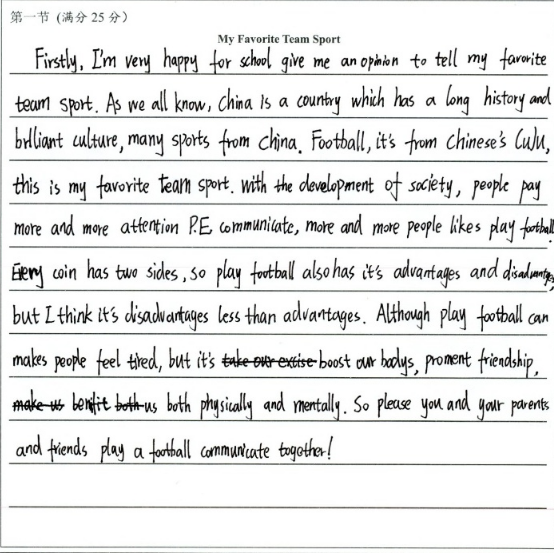 第一节 (满分 25 分)
My Favorite Team Sport
Firstly, I'm very happy for school give me an opinion to tell my favorite
team sport. As we all know, China is a country which has a long history and
brlliant culture, many sports from China. Football, it's from Chinese's CuJu,
this is my favorite team sport. With the development of society, people pay
more and more attention P.E communicate, more and more people likes play football.
Every coin has two sides, so play football also has it's advantages and disadvantages,
but I think it's disadvantages less than advantages. Although play football can
makes people feel tired, but it's take our excise boost our bodys, proment friendship,
make us benifit both us both physically and mentally. So please you and your parents
and friends play a football communicate together!